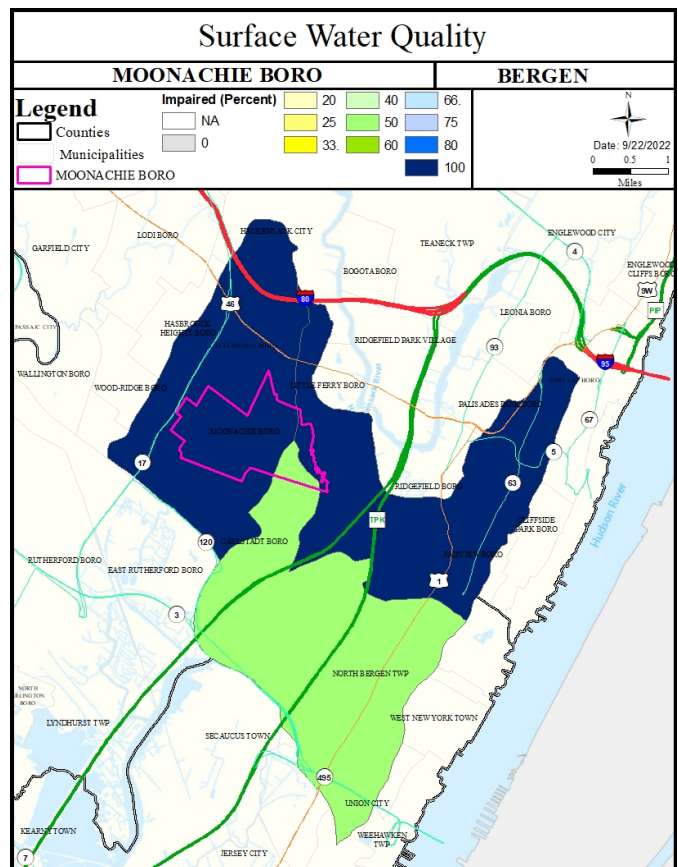 Surface Water Quality
MOONACHIE BORO
BERGEN
Legend
Counties
Municipalities
MOONACHIE BORO
Impaired (Percent)
NA
0
20
25
33.
40
50
60
66.
75
80
100
N
Date: 9/22/2022
0 0.5 1
Miles
HACKENSACK CITY
LODI BORO
GARFIELD CITY
TEANECK TWP
ENGLEWOOD CITY
4
ENGLEWOOD
CLIFFS BORO
BOGOTA BORO
9W
PIP
46
80
LEONIA BORO
PASSAIC CITY
HASBROUCK
HEIGHTS BORO
RIDGEFIELD PARK VILLAGE
93
95
WALLINGTON BORO
WOOD-RIDGE BORO
LITTLE FERRY BORO
FORT LEE BORO
PALISADES PARK BORO
67
MOONACHIE BORO
5
17
63
RIDGEFIELD BORO
Hudson River
TPK
CLIFFSIDE
PARK BORO
120
CARLSTADT BORO
RUTHERFORD BORO
EAST RUTHERFORD BORO
FAIRVIEW BORO
1
3
NORTH BERGEN TWP
NORTH
ARLINGTON
BORO
LYNDHURST TWP
WEST NEW YORK TOWN
SECAUCUS TOWN
495
UNION CITY
KEARNY TOWN
WEEHAWKEN
TWP
JERSEY CITY
7